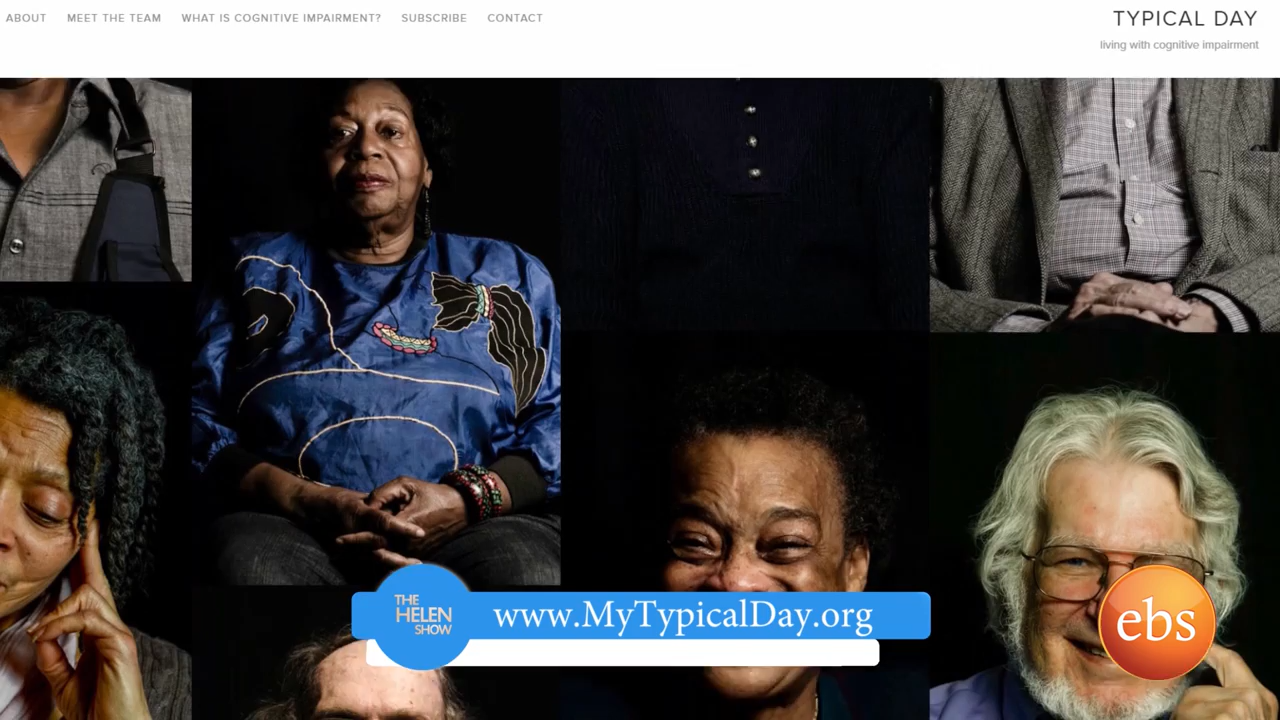 ABOUT MEET THE TEAM WHAT IS COGNITIVE IMPAIRMENT? SUBSCRIBE CONTACT
TYPICAL DAY
living with cognitive impairment
THE
HELEN
SHOW
www.MyTypicalDay.org
ebs